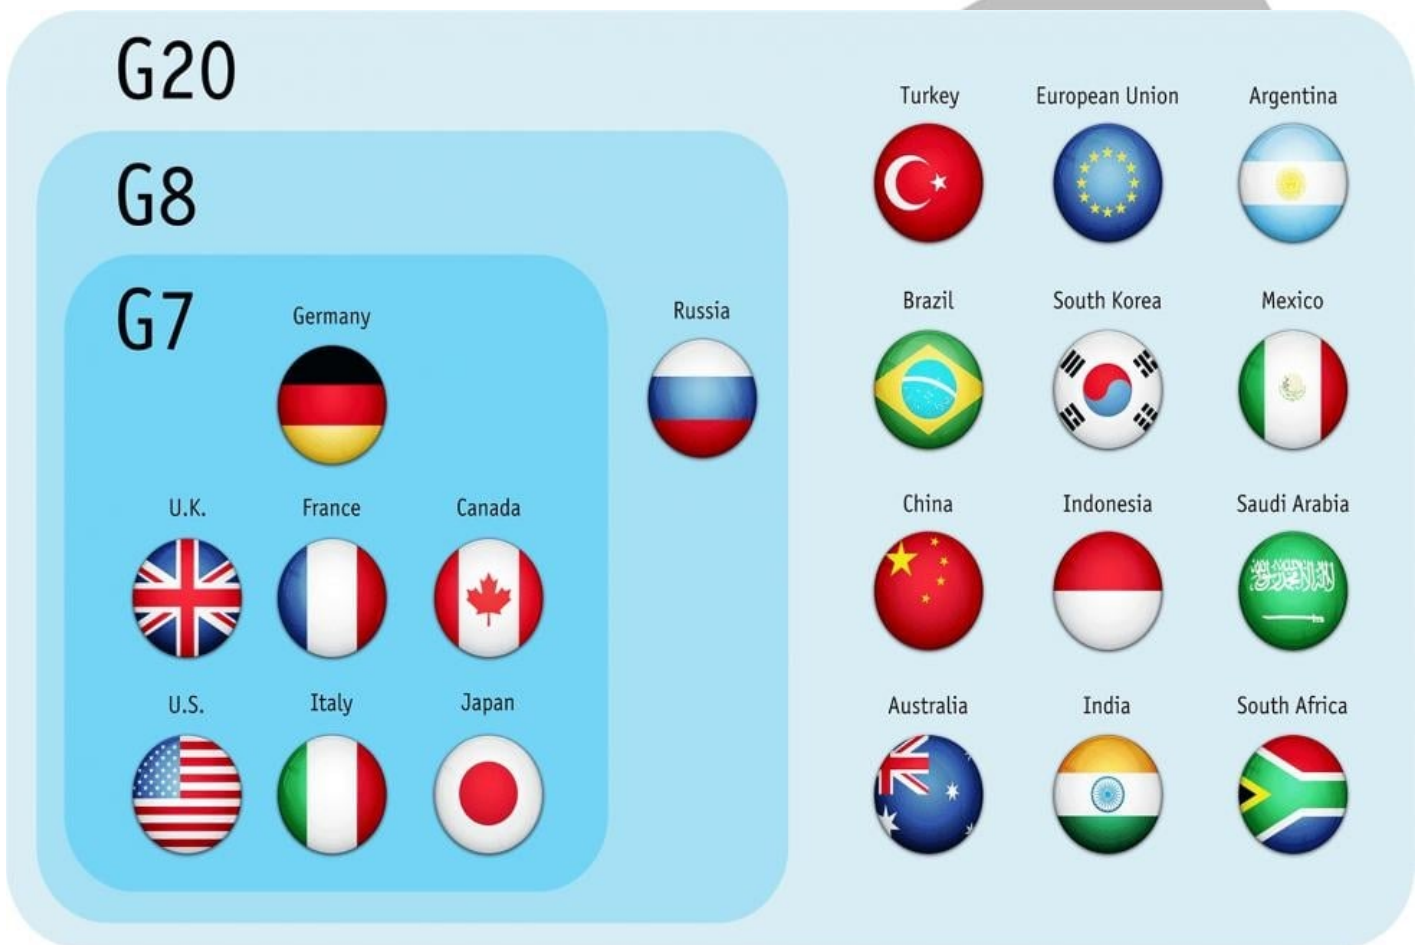 G20
Turkey
European Union
Argentina
G8
G7
Germany
Russia
Brazil
South Korea
Mexico
U.K.
France
Canada
China
Indonesia
Saudi Arabia
U.S.
Italy
Japan
Australia
India
South Africa